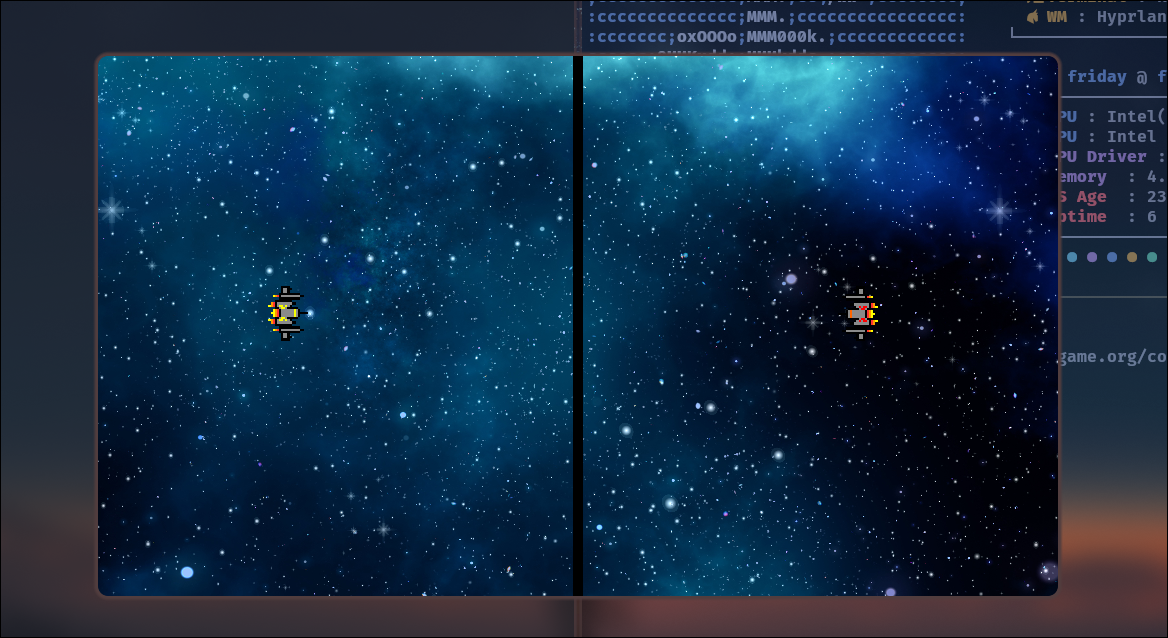 :cccccccccccccc;MMM.;cccccccccccccccc:
:ccccccc;oxOOOo;MMM000k.;cccccccccccc:
WM : Hyprlan
friday @ f
PU : Intel(
PU : Intel
PU Driver :
emory : 4.
S Age : 23
ptime : 6
game.org/co